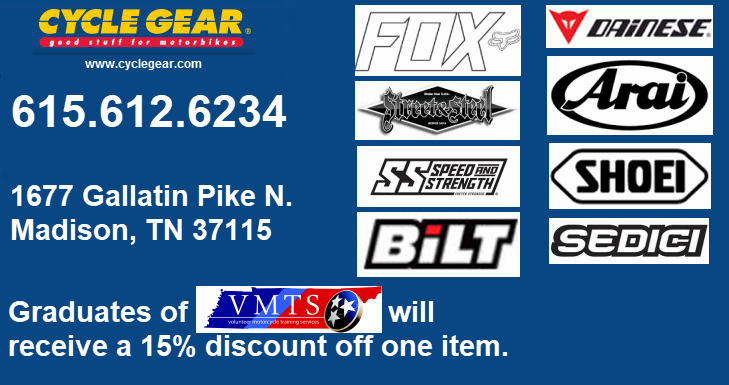 CYCLE GEAR®
good stuff for motorbikes
www.cyclegear.com
615.612.6234
1677 Gallatin Pike N.
Madison, TN 37115
FOX
Street & Steel
SS SPEED AND STRENGTH
BiLT
DAiNESE®
Arai
SHOEI
SEDICI
Graduates of VMTS will
volunteer motorcycle training services
receive a 15% discount off one item.